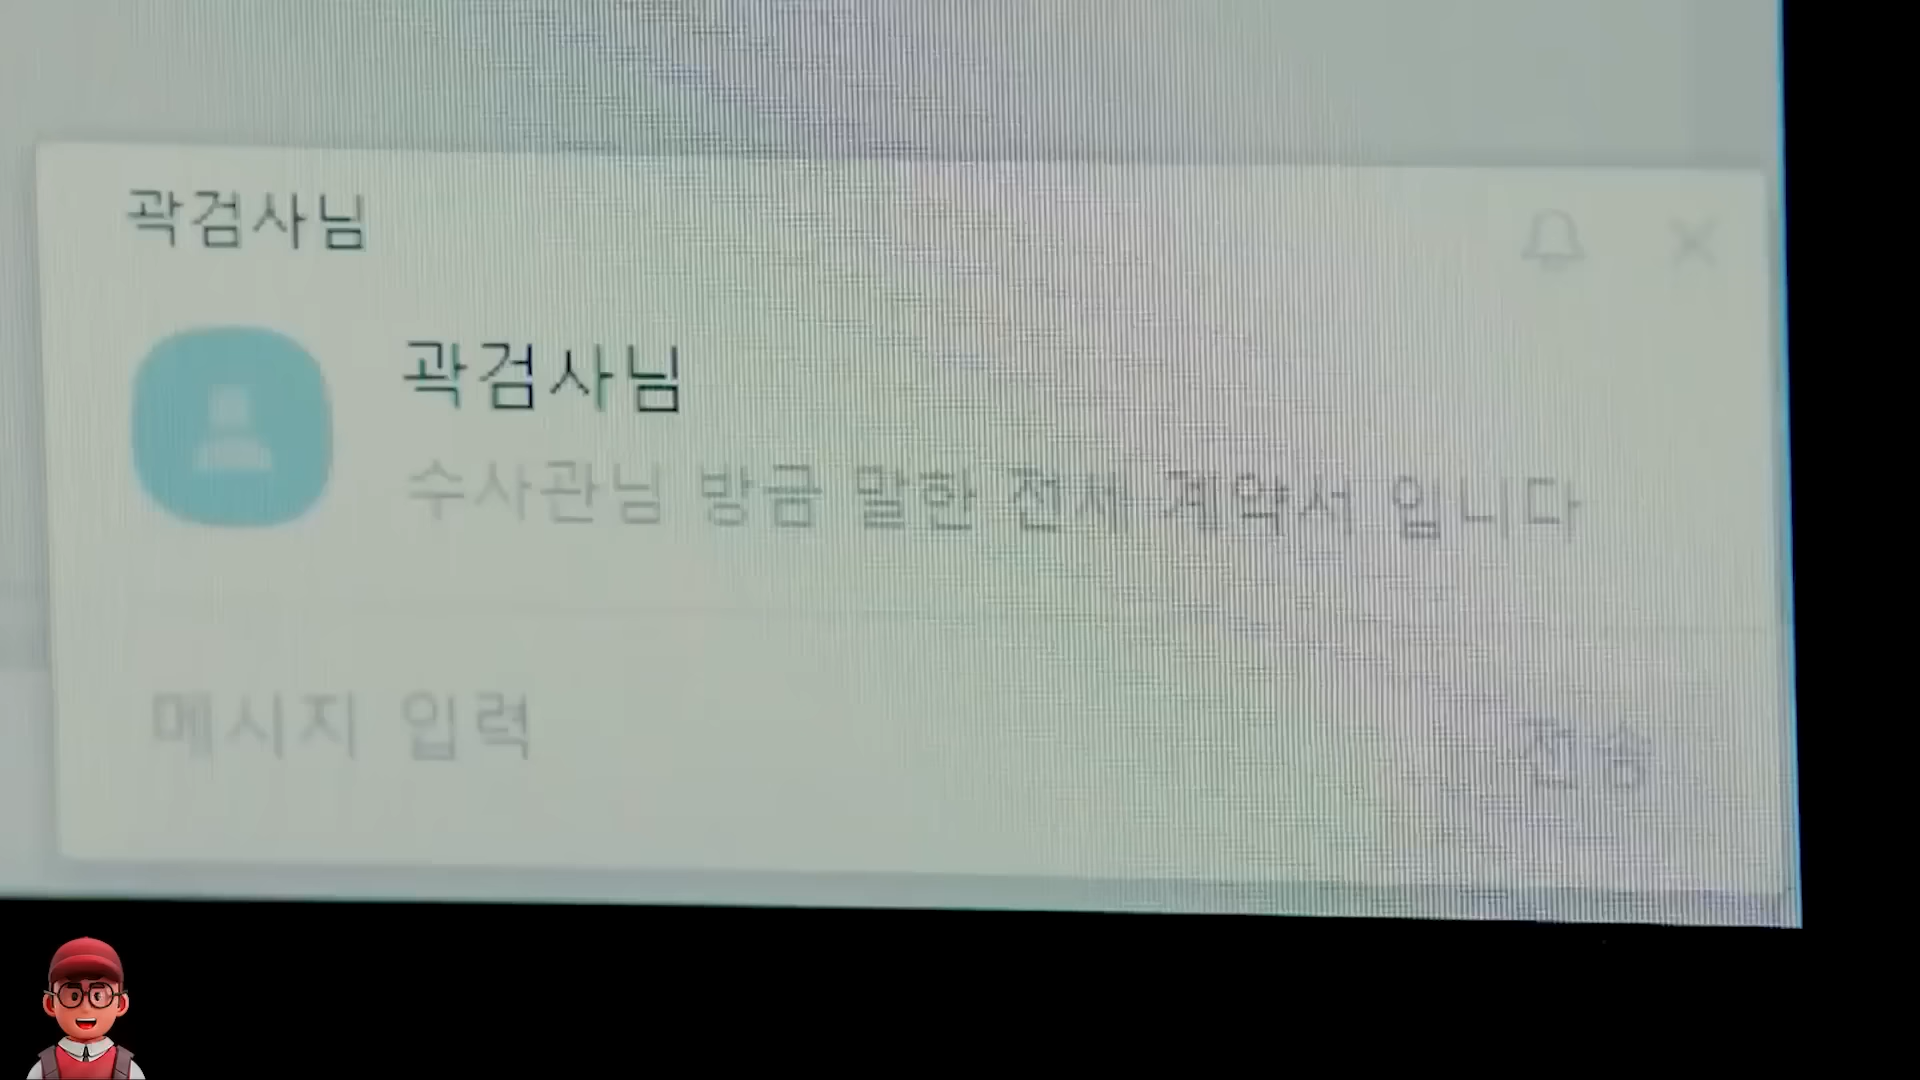 곽검사님
곽검사님
수사관님 방금 말한 전세 계약서 입니다
메시지 입력
전송